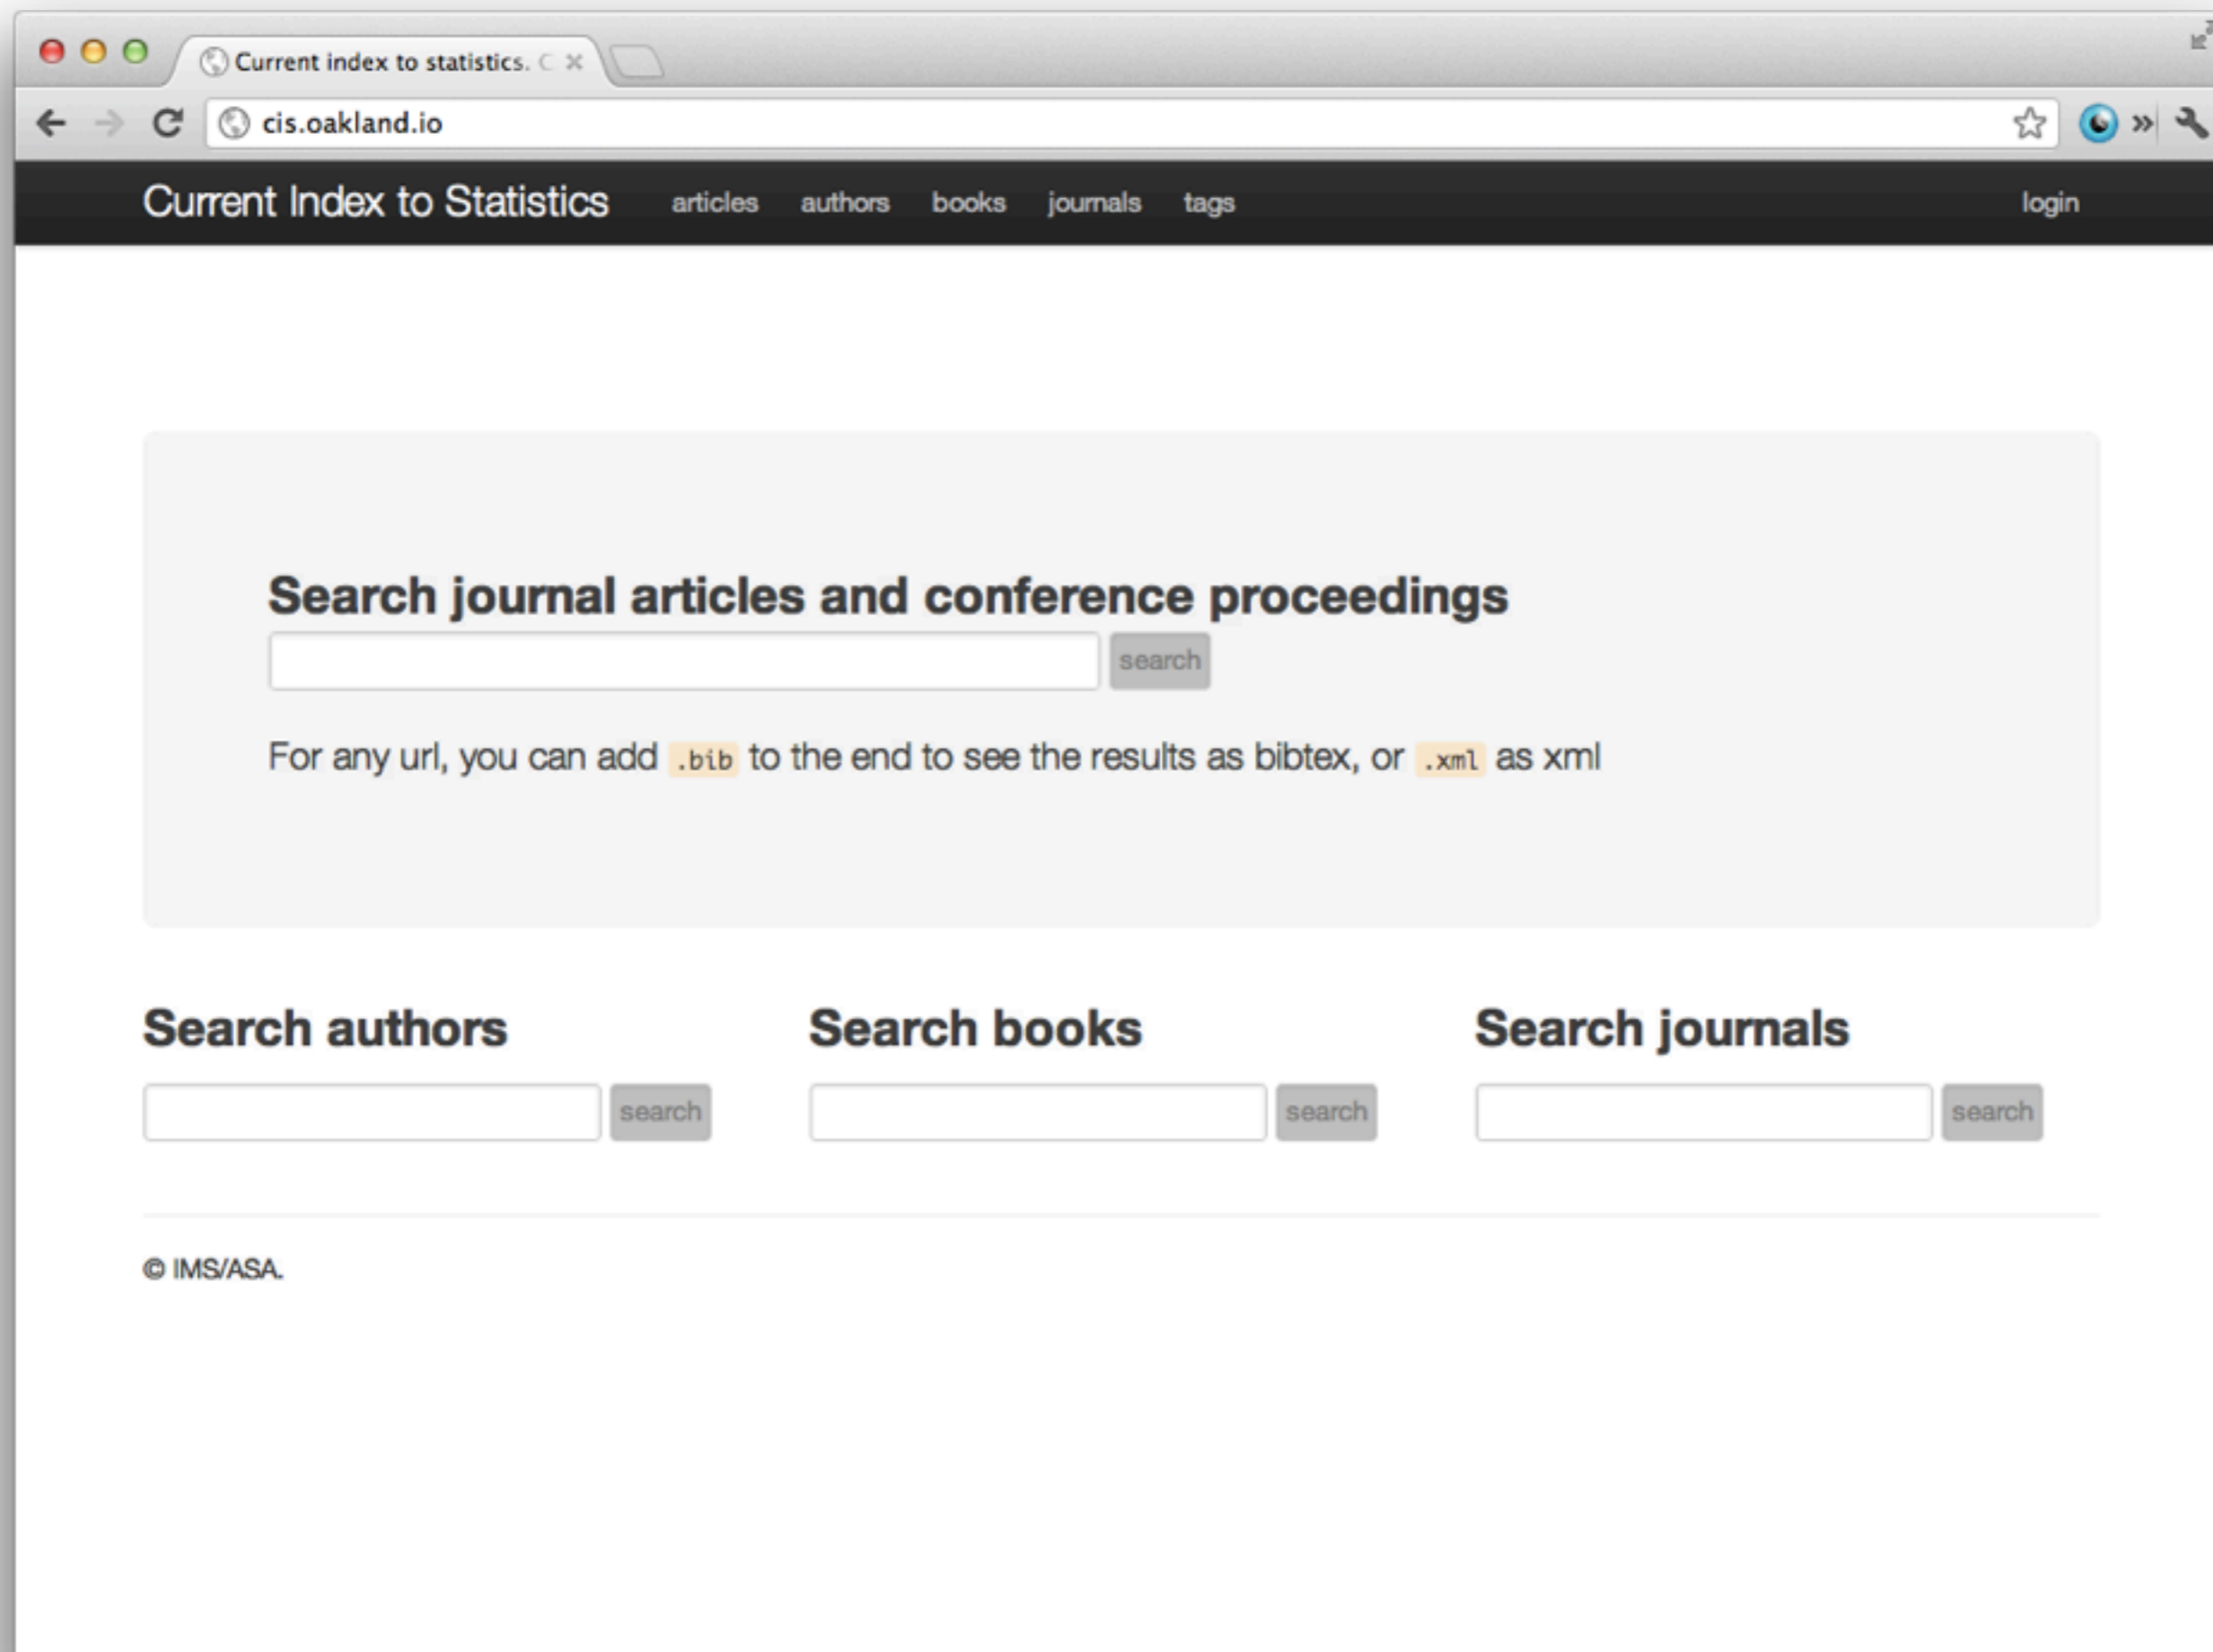 Current index to statistics. C
cis.oakland.io
Current Index to Statistics articles authors books journals tags login
Search journal articles and conference proceedings
search
For any url, you can add .bib to the end to see the results as bibtex, or .xml as xml
Search authors Search books Search journals
search search search
© IMS/ASA.